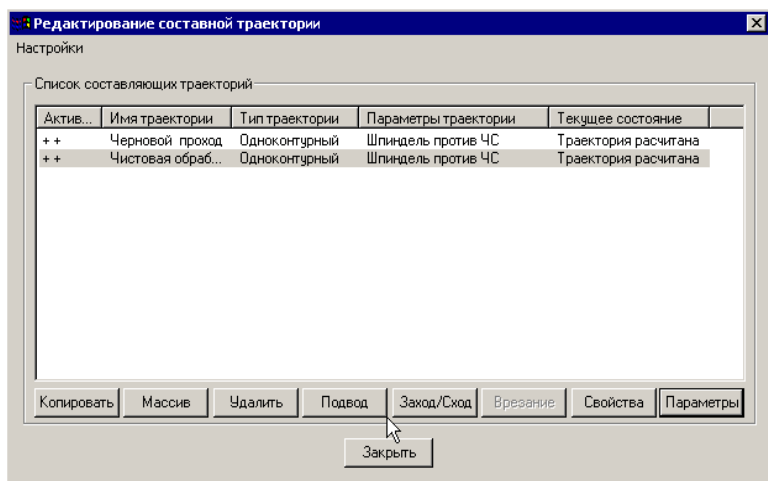 Редактирование составной траектории
Настройки
Список составляющих траекторий
Актив... Имя траектории Тип траектории Параметры траектории Текущее состояние
+ + Черновой проход Одноконтурный Шпиндель против ЧС Траектория расчитана
+ + Чистовая обраб... Одноконтурный Шпиндель против ЧС Траектория расчитана
Копировать Массив Удалить Подвод Заход/Сход Врезание Свойства Параметры
Закрыть